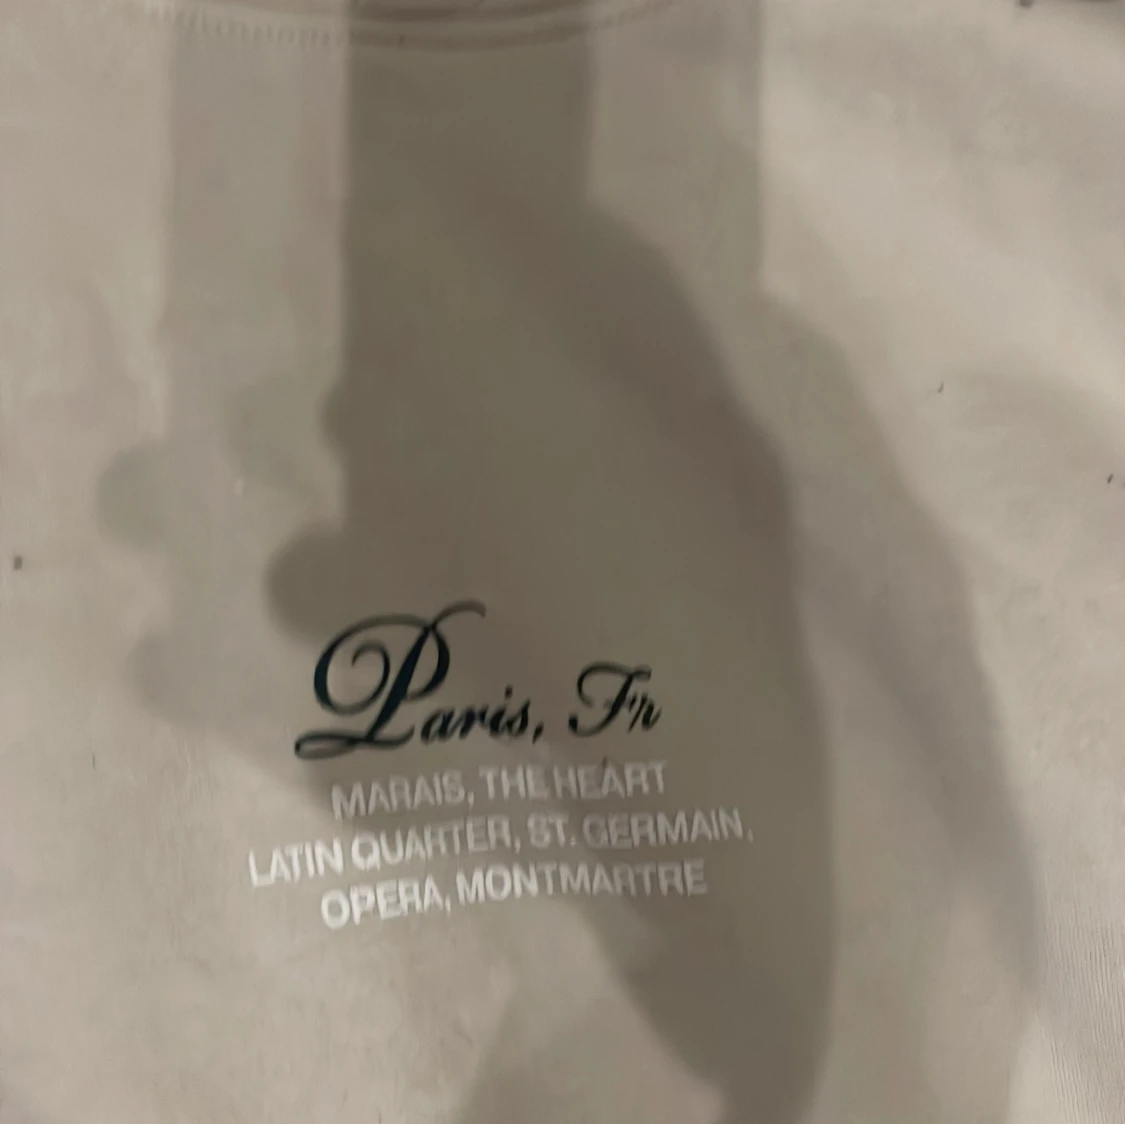 Paris, Fr
MARAIS, THE HEART
LATIN QUARTER, ST. GERMAIN,
OPERA, MONTMARTRE